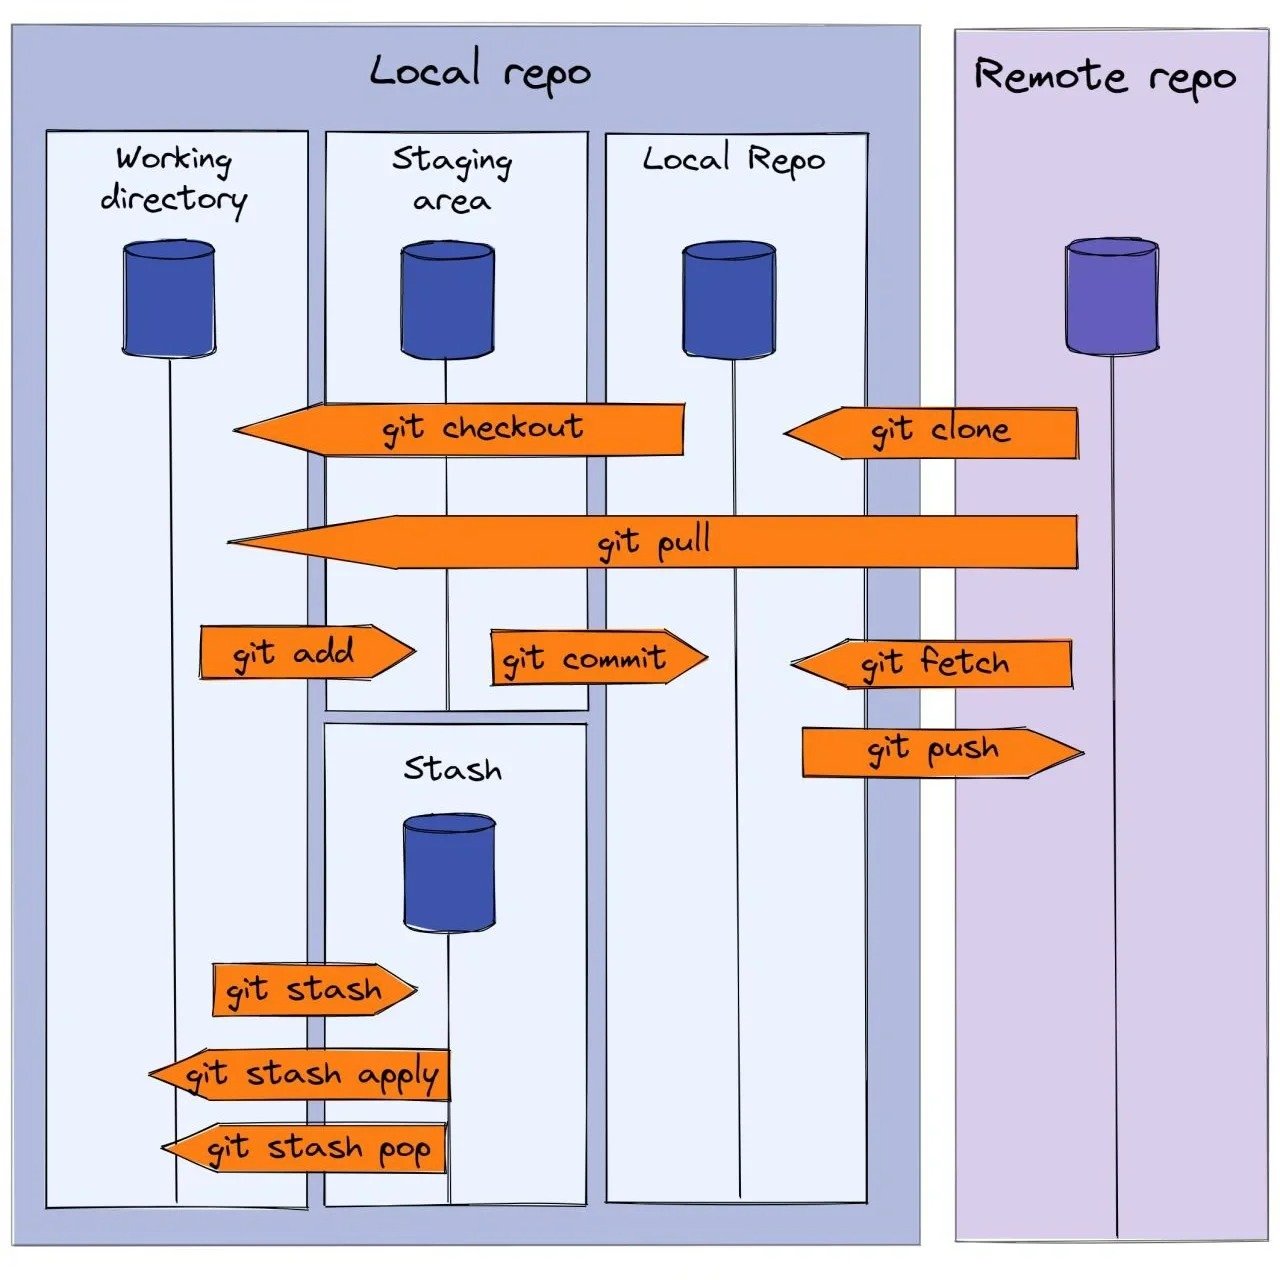 Local repo
Remote repo
Working
directory
Staging
area
Local Repo
git checkout
git clone
git pull
git add
git commit
git fetch
git push
Stash
git stash
git stash apply
git stash pop